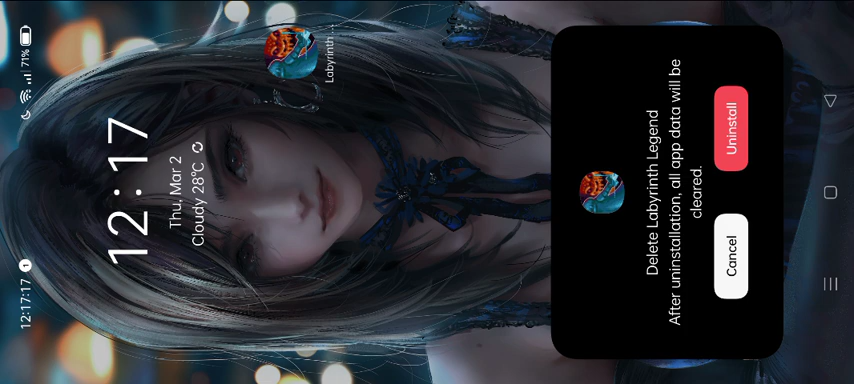 12:17:17 1 71%
12:17
Thu, Mar 2
Cloudy 28°C
Labyrinth ...
Delete Labyrinth Legend
After uninstallation, all app data will be
cleared.
Cancel Uninstall